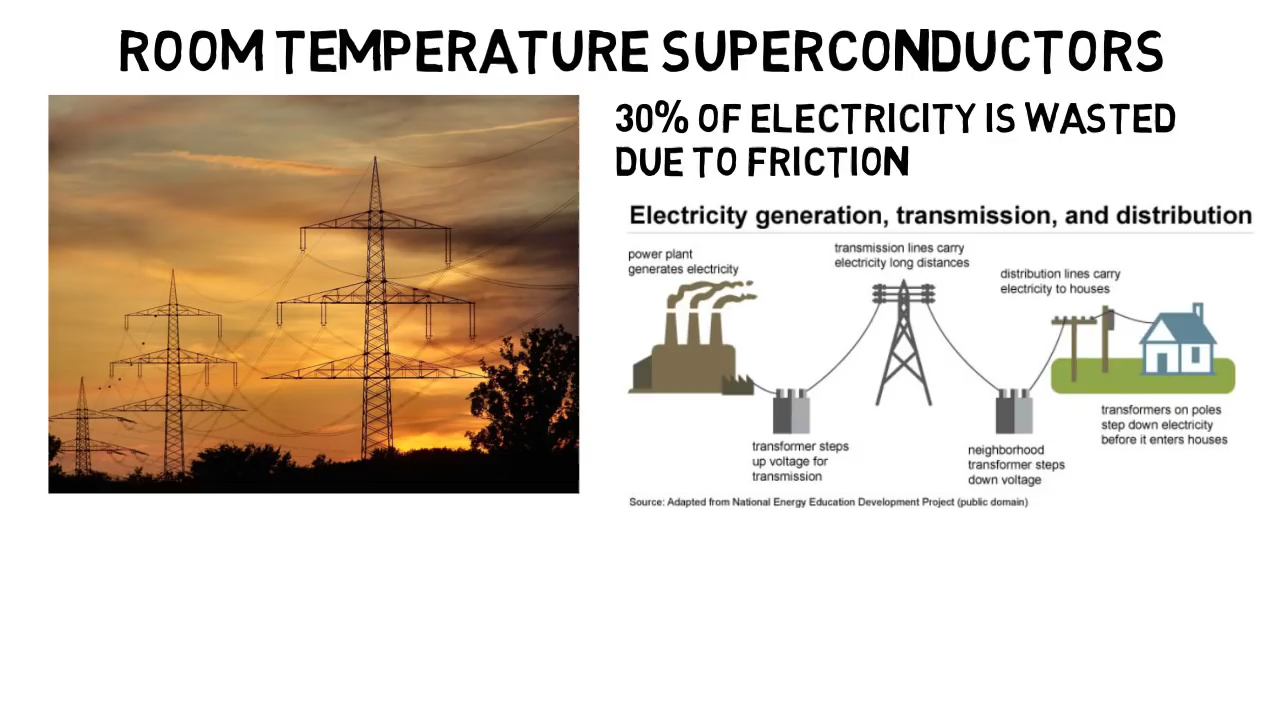 ROOM TEMPERATURE SUPERCONDUCTORS
30% OF ELECTRICITY IS WASTED
DUE TO FRICTION
Electricity generation, transmission, and distribution
power plant
generates electricity
transmission lines carry
electricity long distances
distribution lines carry
electricity to houses
transformer steps
up voltage for
transmission
neighborhood
transformer steps
down voltage
transformers on poles
step down electricity
before it enters houses
Source: Adapted from National Energy Education Development Project (public domain)